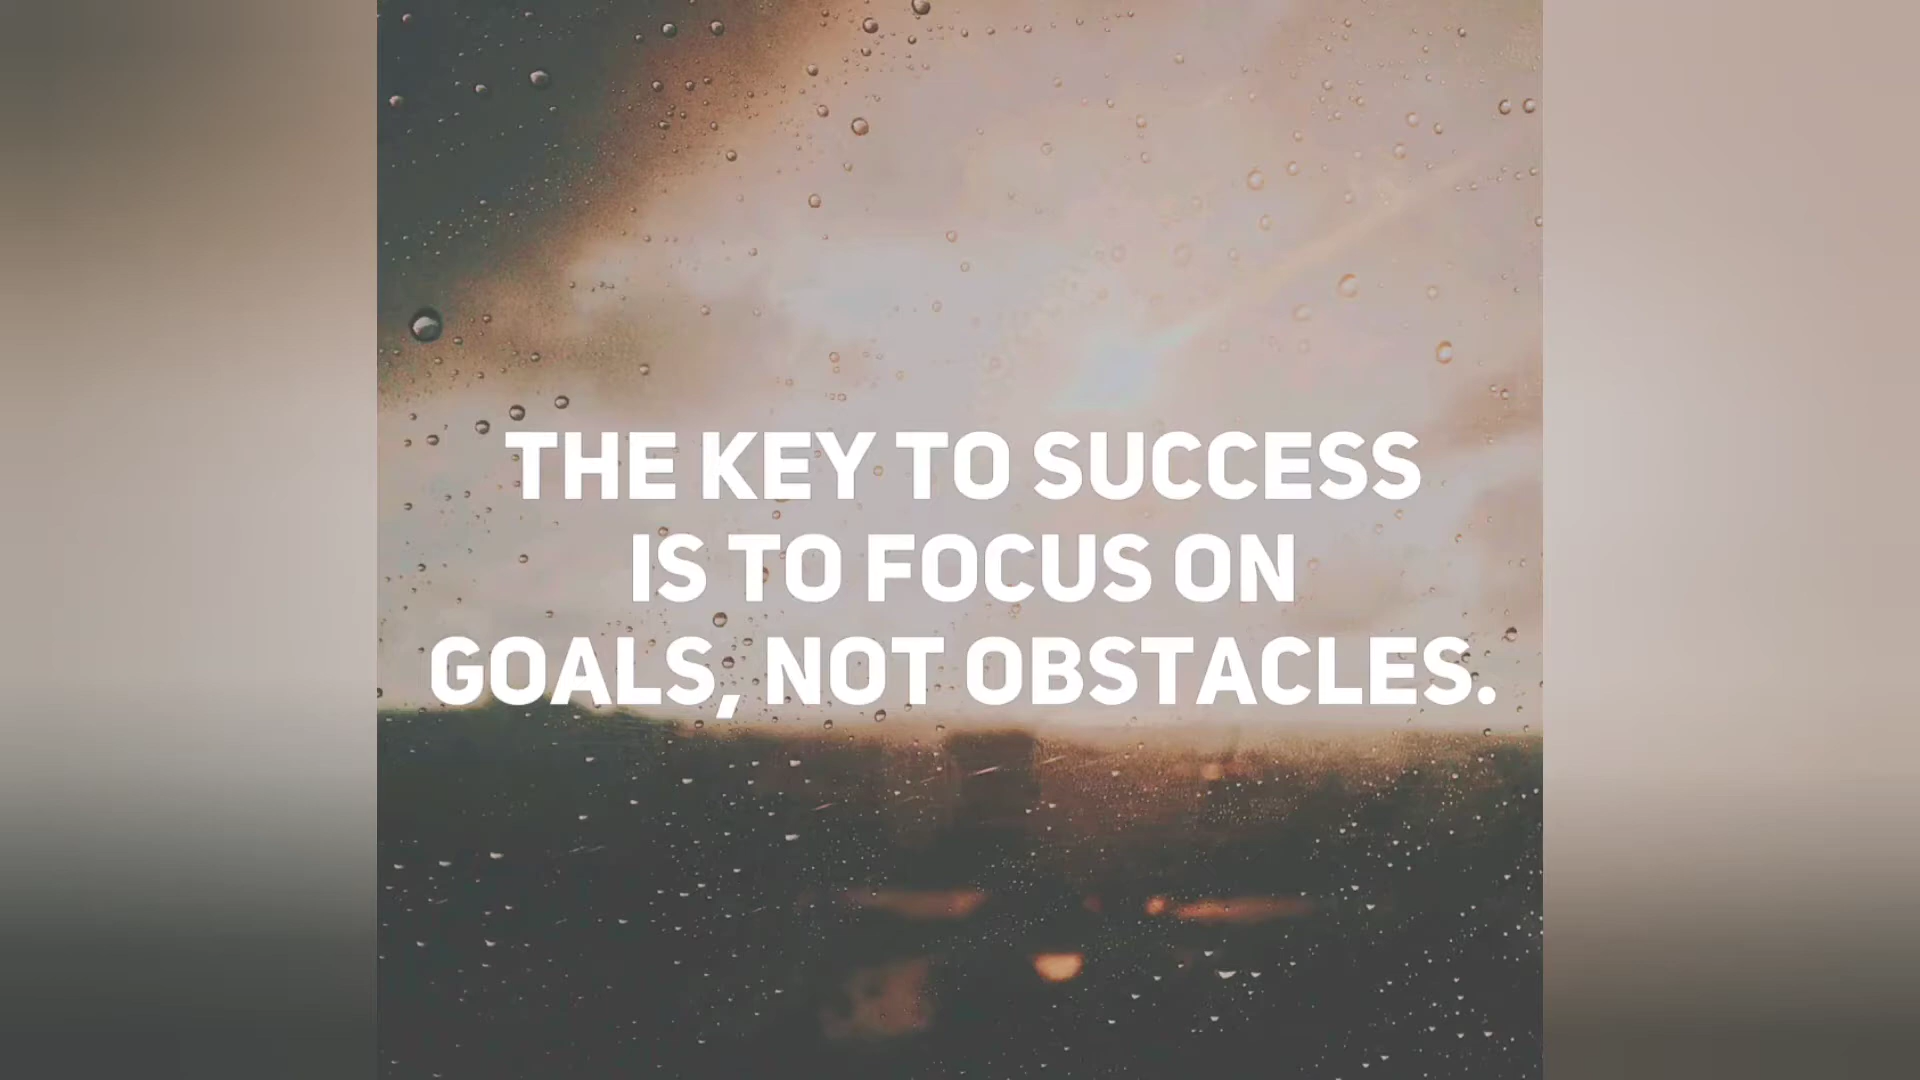 THE KEY TO SUCCESS
IS TO FOCUS ON
GOALS, NOT OBSTACLES.